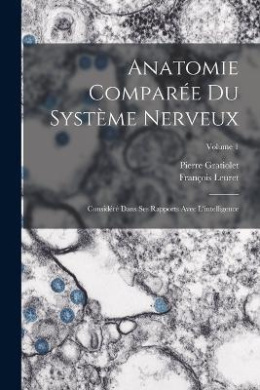 Anatomie
Comparée Du
Système Nerveux
Pierre Gratiolet
François Leuret
Considéré Dans Ses Rapports Avec L'intelligence
Volume 1